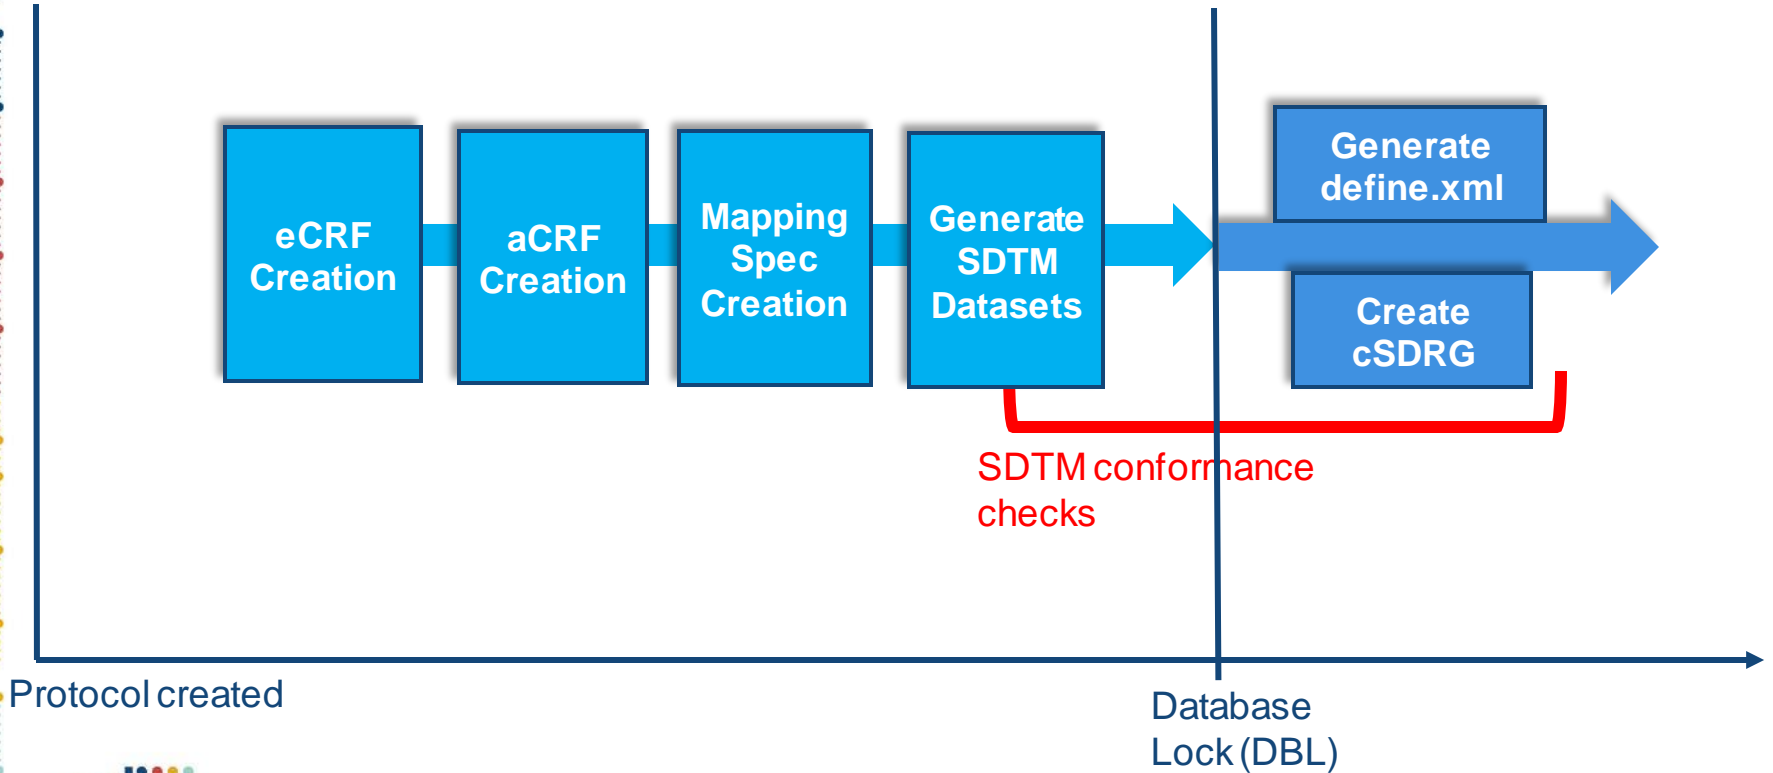 eCRF
Creation
aCRF
Creation
Mapping
Spec
Creation
Generate
SDTM
Datasets
Generate
define.xml
Create
cSDRG
SDTM conformance
checks
Protocol created
Database
Lock (DBL)